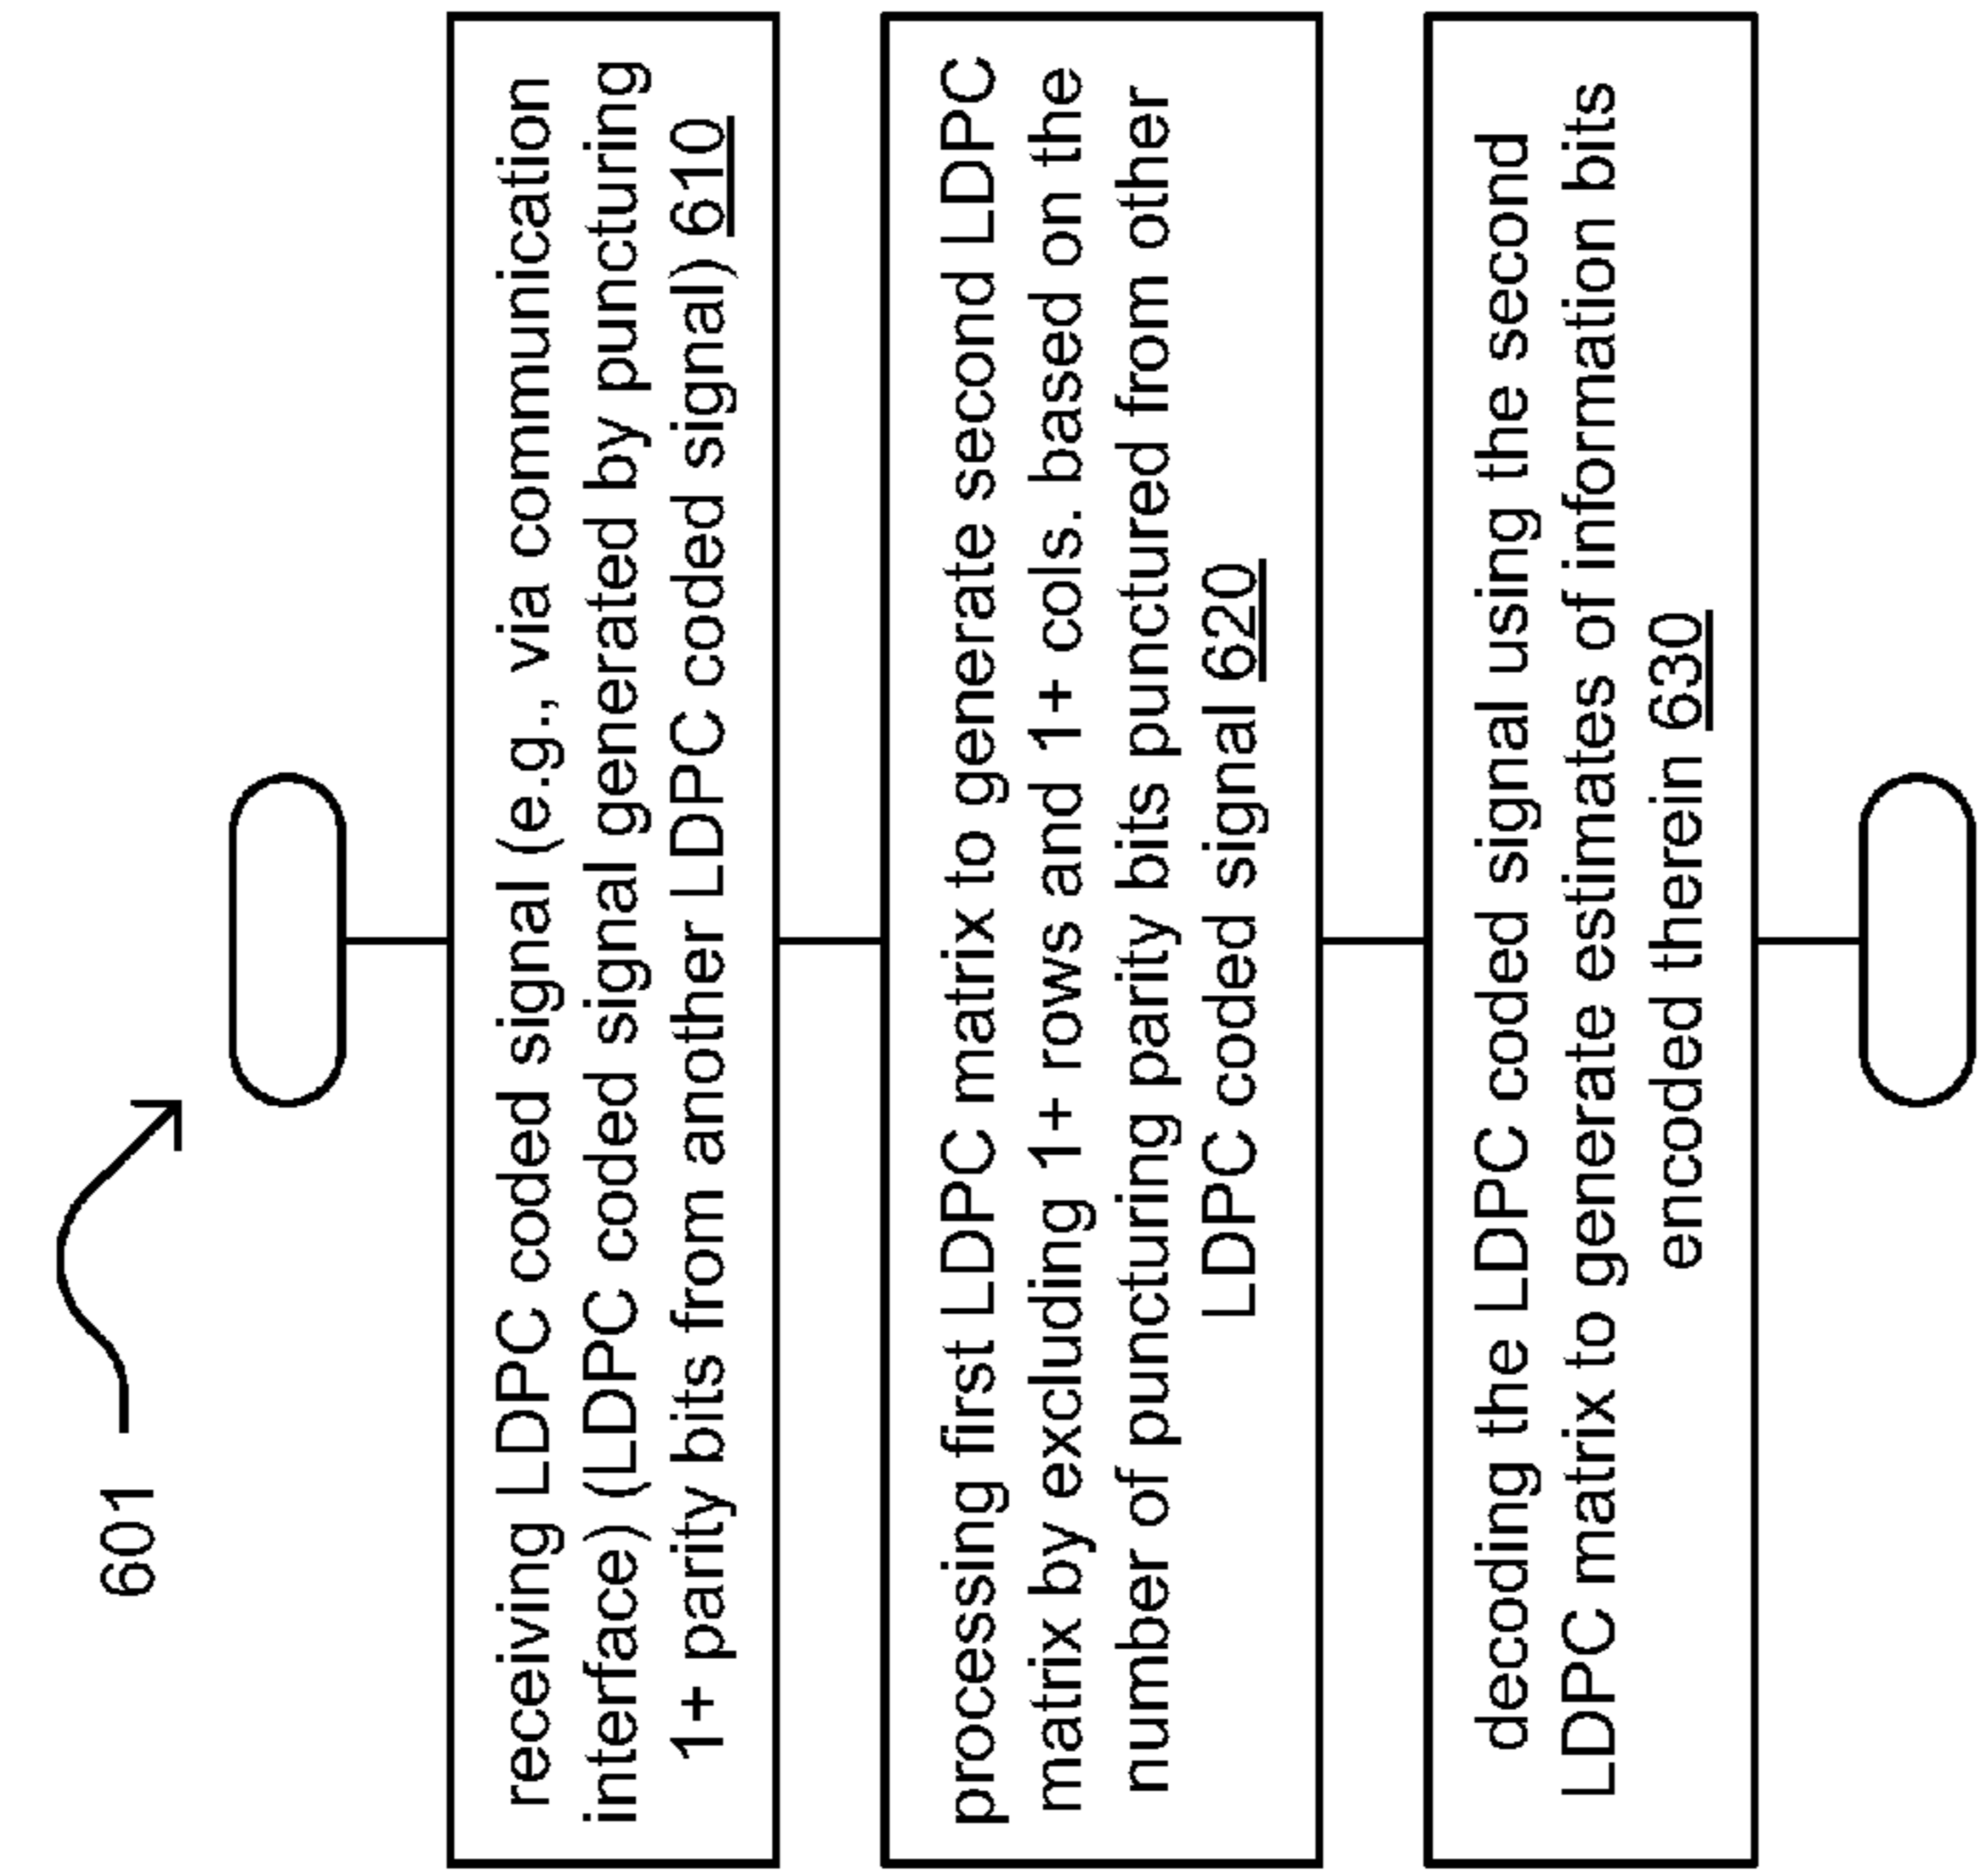 601
receiving LDPC coded signal (e.g., via communication
interface) (LDPC coded signal generated by puncturing
1+ parity bits from another LDPC coded signal) 610
processing first LDPC matrix to generate second LDPC
matrix by excluding 1+ rows and 1+ cols. based on the
number of puncturing parity bits punctured from other
LDPC coded signal 620
decoding the LDPC coded signal using the second
LDPC matrix to generate estimates of information bits
encoded therein 630